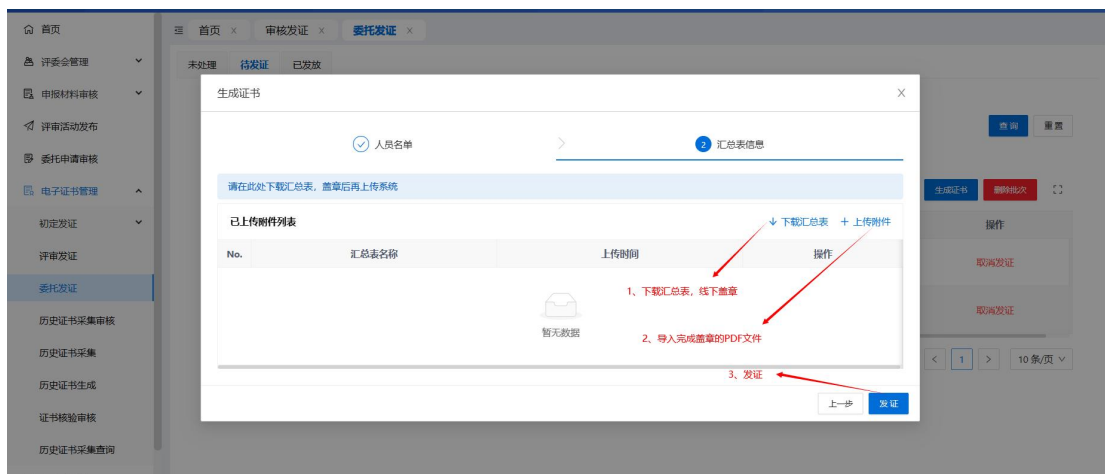 首页
评委会管理
申报材料审核
评审活动发布
委托申请审核
电子证书管理
初定发证
评审发证
委托发证
历史证书采集审核
历史证书采集
历史证书生成
证书核验审核
历史证书采集查询
首页 × 审核发证 × 委托发证 ×
未处理 待发证 已发放
查询 重置
生成证书 删除批次
操作
取消发证
取消发证
< 1 > 10 条/页
生成证书
人员名单 2 汇总表信息
请在此处下载汇总表，盖章后再上传系统
已上传附件列表 下载汇总表 + 上传附件
No. 汇总表名称 上传时间 操作
1、下载汇总表，线下盖章
暂无数据
2、导入完成盖章的PDF文件
3、发证
上一步 发证